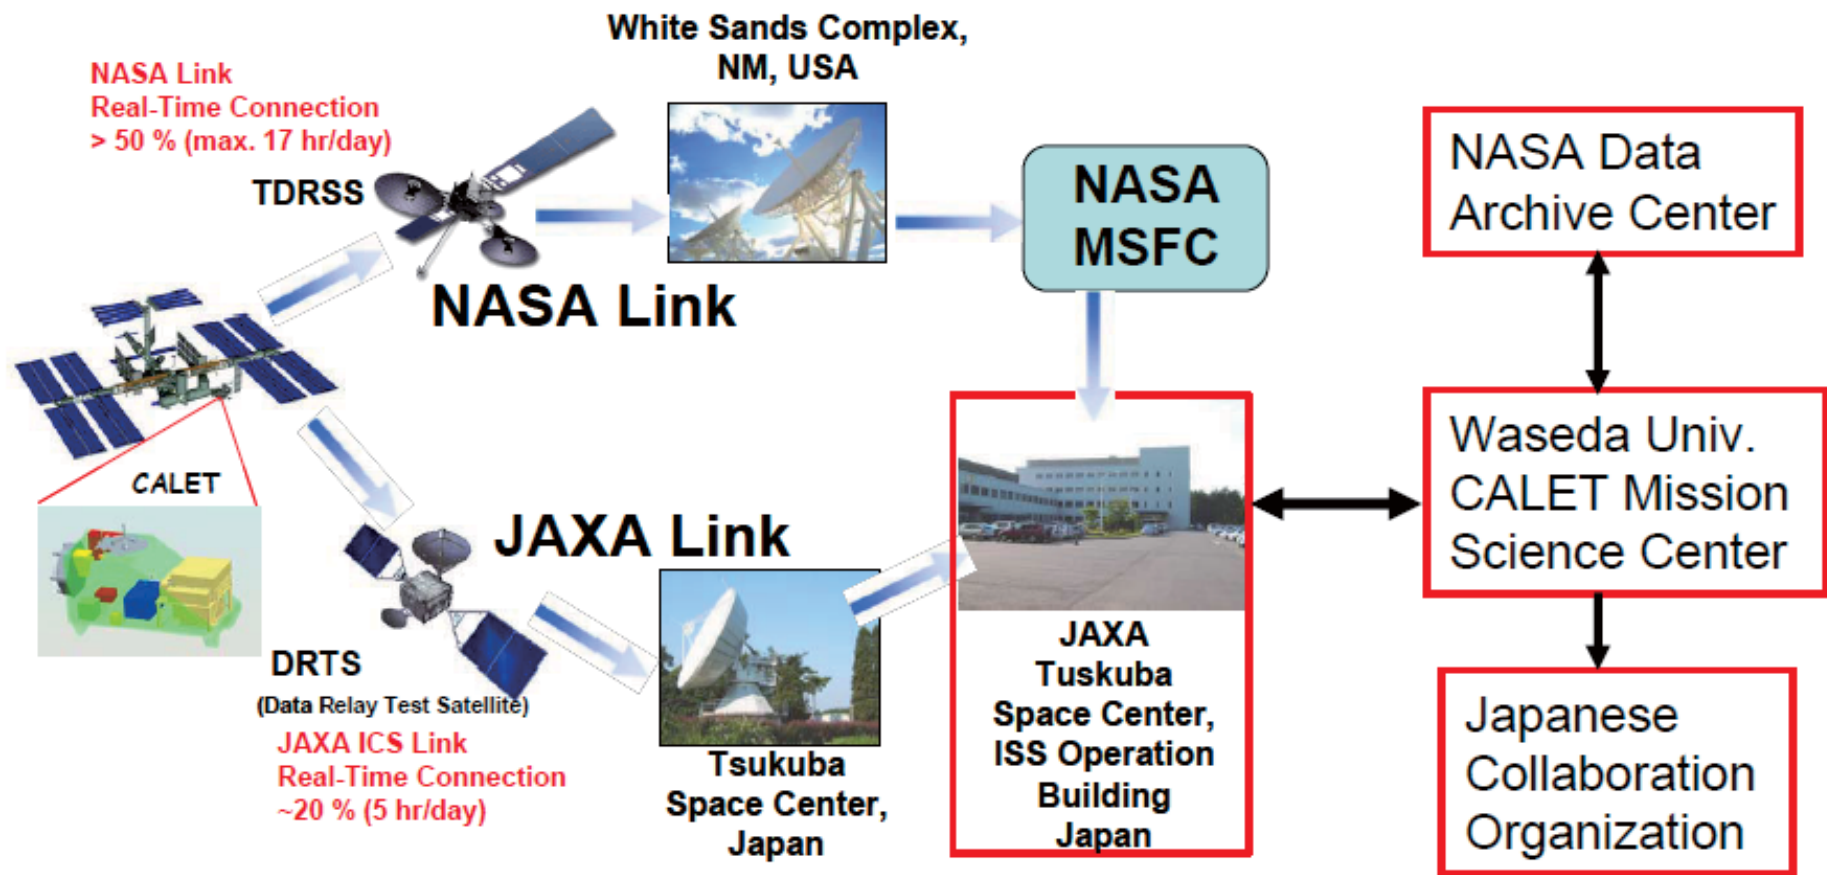 White Sands Complex,
NM, USA
NASA Link
Real-Time Connection
> 50 % (max. 17 hr/day)
TDRSS
NASA Link
NASA
MSFC
NASA Data
Archive Center
CALET
JAXA Link
DRTS
(Data Relay Test Satellite)
JAXA ICS Link
Real-Time Connection
~20 % (5 hr/day)
Tsukuba
Space Center,
Japan
JAXA
Tuskuba
Space Center,
ISS Operation
Building
Japan
Waseda Univ.
CALET Mission
Science Center
Japanese
Collaboration
Organization